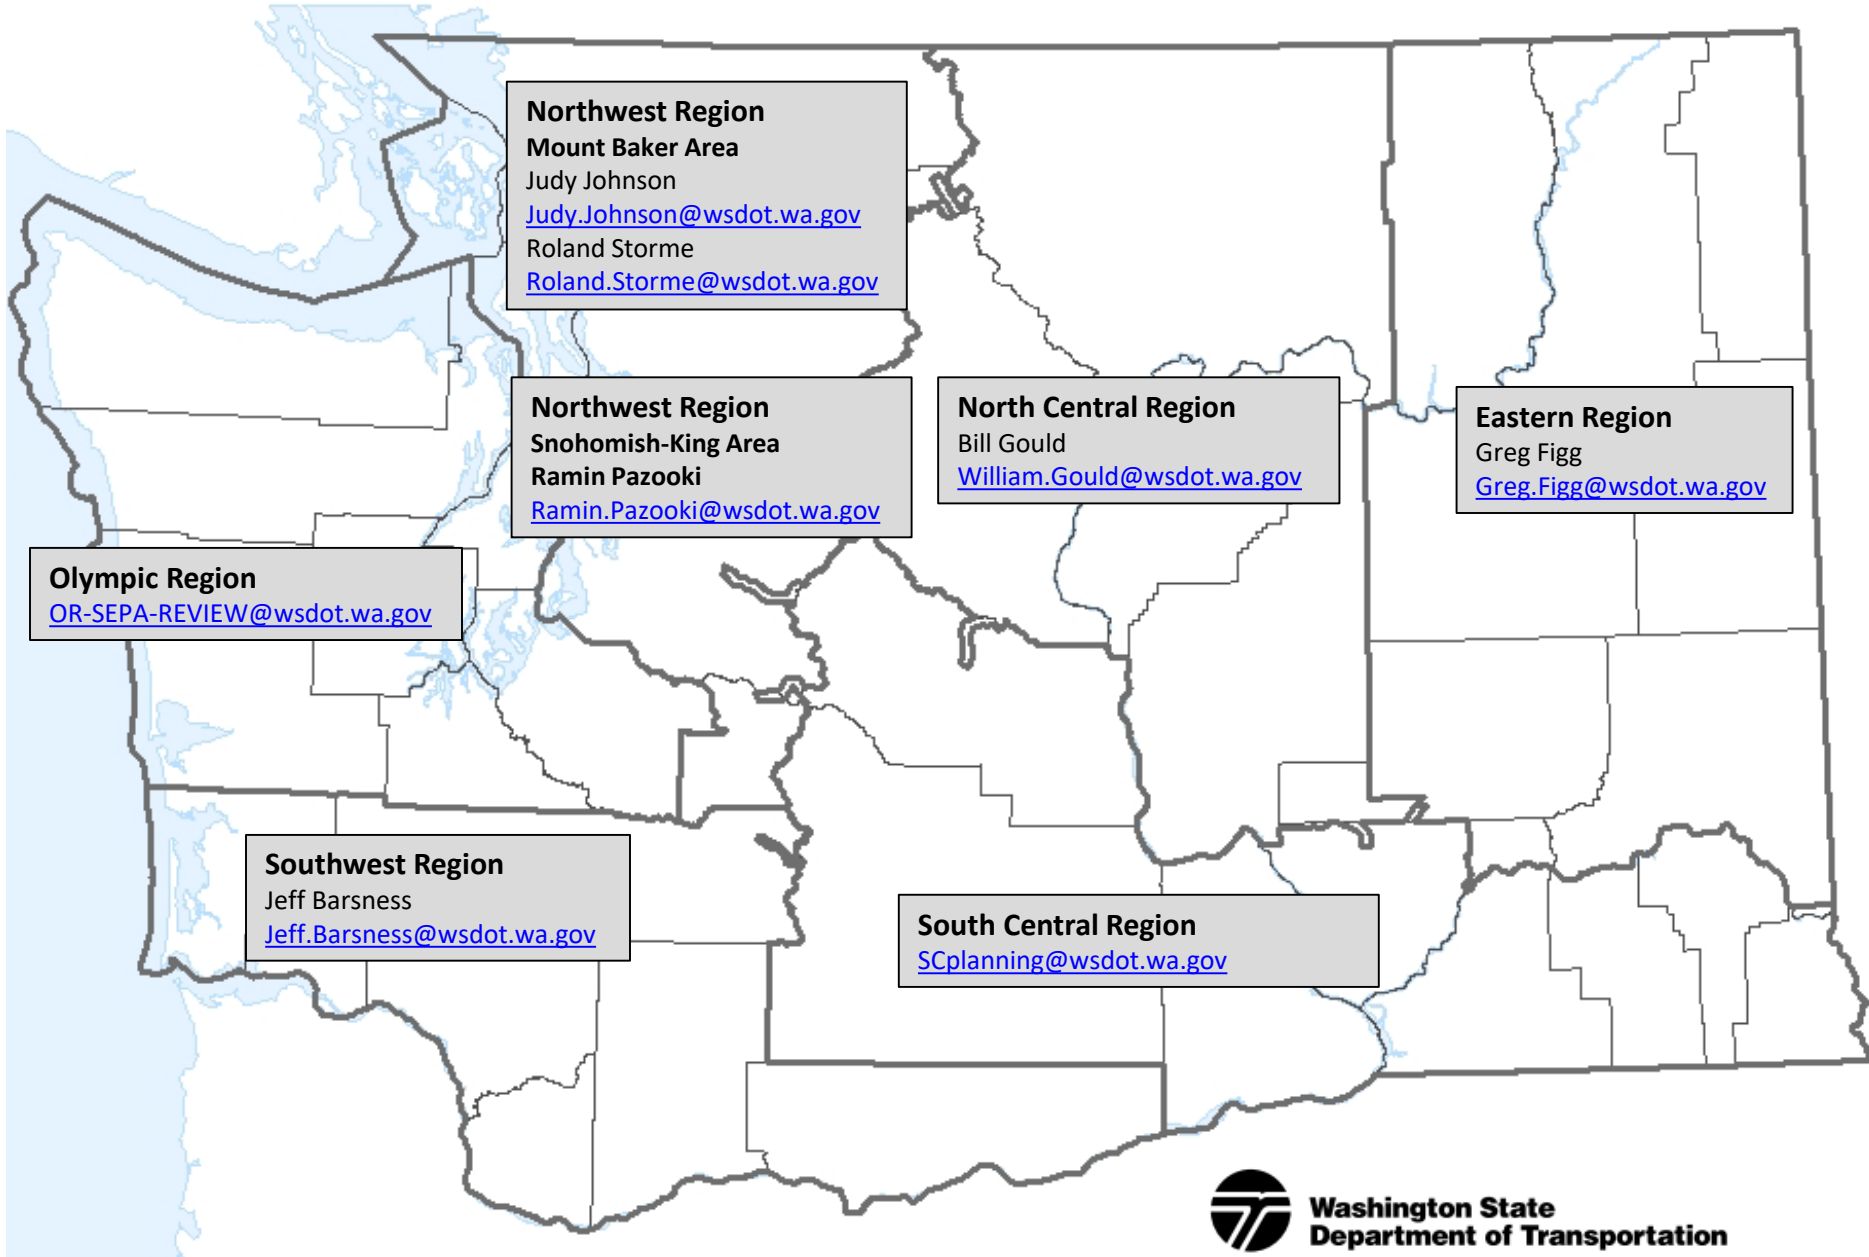 Northwest Region
Mount Baker Area
Judy Johnson
Judy.Johnson@wsdot.wa.gov
Roland Storme
Roland.Storme@wsdot.wa.gov
Northwest Region
Snohomish-King Area
Ramin Pazooki
Ramin.Pazooki@wsdot.wa.gov
North Central Region
Bill Gould
William.Gould@wsdot.wa.gov
Eastern Region
Greg Figg
Greg.Figg@wsdot.wa.gov
Olympic Region
OR-SEPA-REVIEW@wsdot.wa.gov
Southwest Region
Jeff Barsness
Jeff.Barsness@wsdot.wa.gov
South Central Region
SCplanning@wsdot.wa.gov
Washington State
Department of Transportation